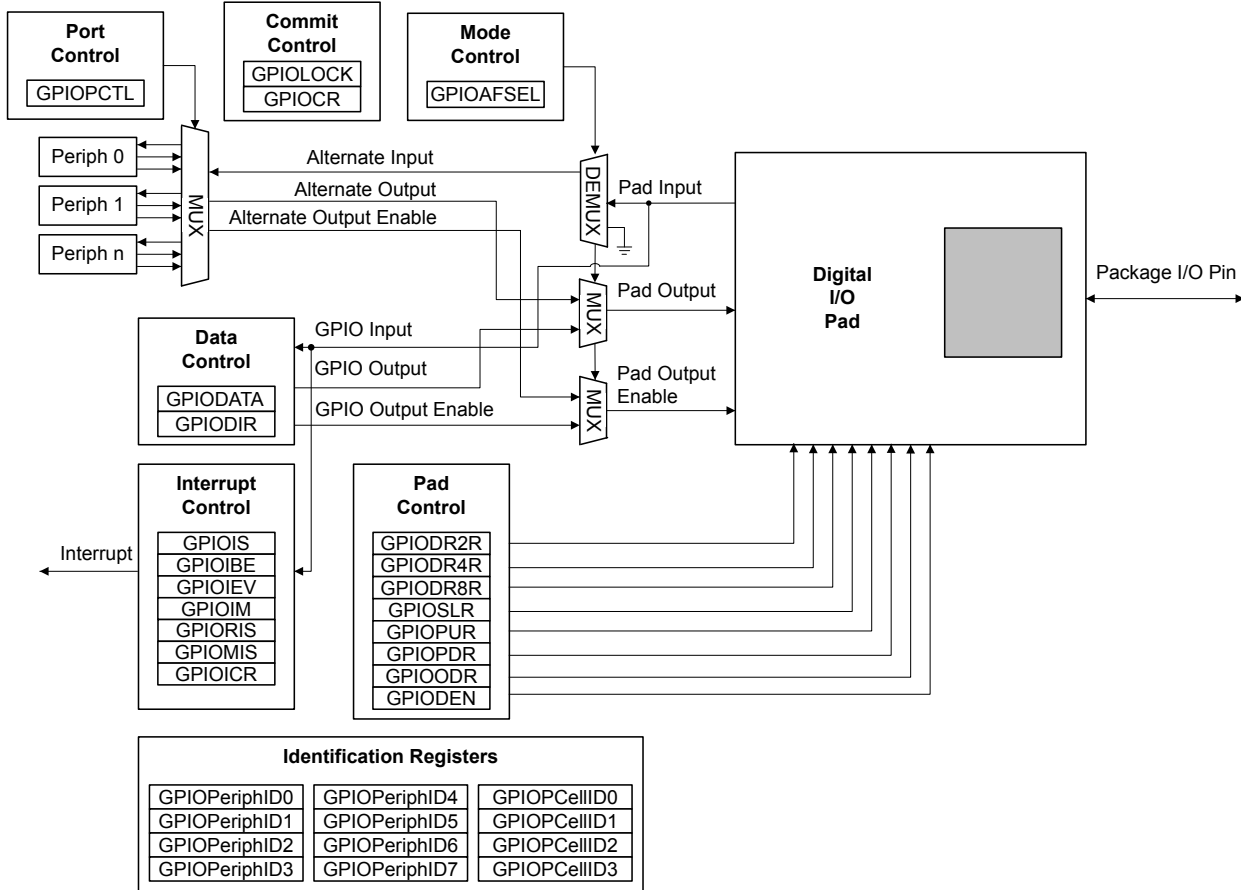 Port
Control
GPIOPCTL
Commit
Control
GPIOLOCK
GPIOCR
Mode
Control
GPIOAFSEL
Periph 0
Periph 1
Periph n
MUX
Alternate Input
Alternate Output
Alternate Output Enable
DEMUX
Pad Input
MUX
Pad Output
MUX
Pad Output
Enable
Digital
I/O
Pad
Package I/O Pin
Data
Control
GPIODATA
GPIODIR
GPIO Input
GPIO Output
GPIO Output Enable
Interrupt
Control
GPIOIS
GPIOIBE
GPIOIEV
GPIOIM
GPIORIS
GPIOMIS
GPIOICR
Interrupt
Pad
Control
GPIODR2R
GPIODR4R
GPIODR8R
GPIOSLR
GPIOPUR
GPIOPDR
GPIOODR
GPIODEN
Identification Registers
GPIOPeriphID0
GPIOPeriphID1
GPIOPeriphID2
GPIOPeriphID3
GPIOPeriphID4
GPIOPeriphID5
GPIOPeriphID6
GPIOPeriphID7
GPIOPCellID0
GPIOPCellID1
GPIOPCellID2
GPIOPCellID3